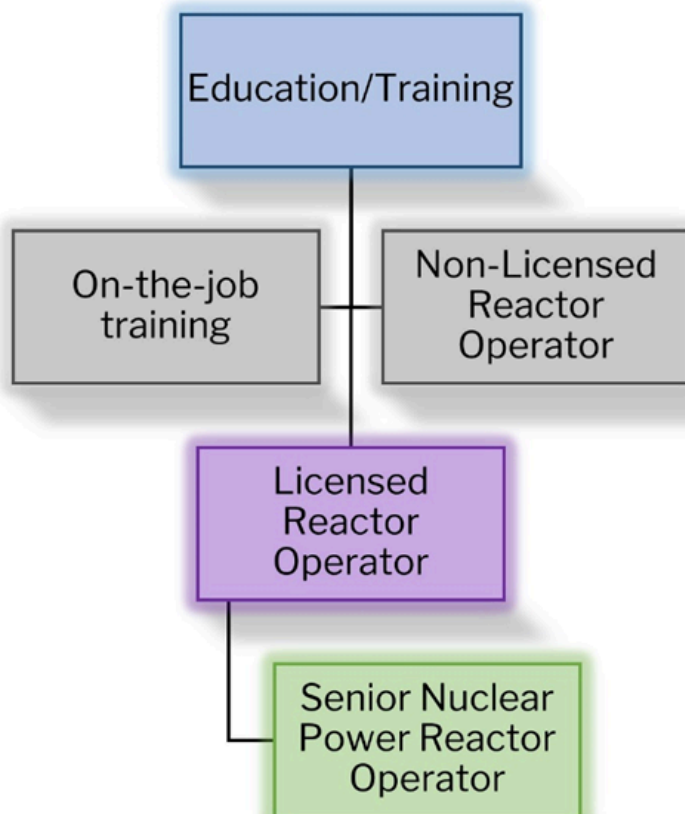 Education/Training
On-the-job
training
Non-Licensed
Reactor
Operator
Licensed
Reactor
Operator
Senior Nuclear
Power Reactor
Operator